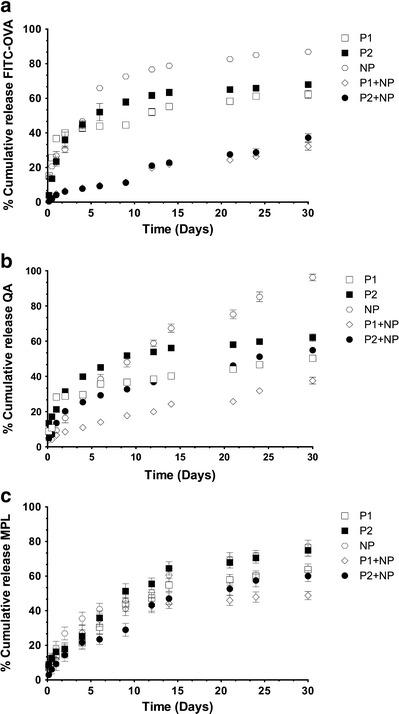 a
% Cumulative release FITC-OVA
100
80
60
40
20
0
0 5 10 15 20 25 30
Time (Days)
P1
P2
NP
P1+NP
P2+NP
b
% Cumulative release QA
100
80
60
40
20
0
0 5 10 15 20 25 30
Time (Days)
P1
P2
NP
P1+NP
P2+NP
c
% Cumulative release MPL
100
80
60
40
20
0
0 5 10 15 20 25 30
Time (Days)
P1
P2
NP
P1+NP
P2+NP